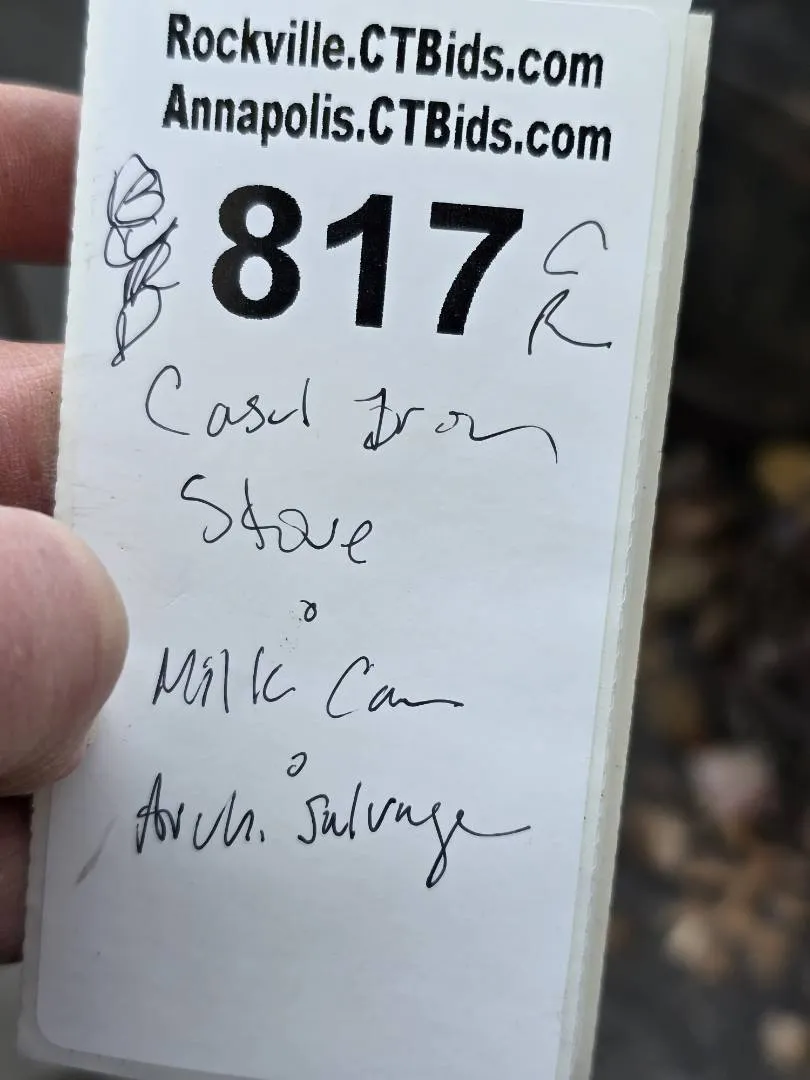 Rockville.CTBids.com
Annapolis.CTBids.com
817 C
R
Cast Iron
Stove
Milk Can
Arch. Salvage